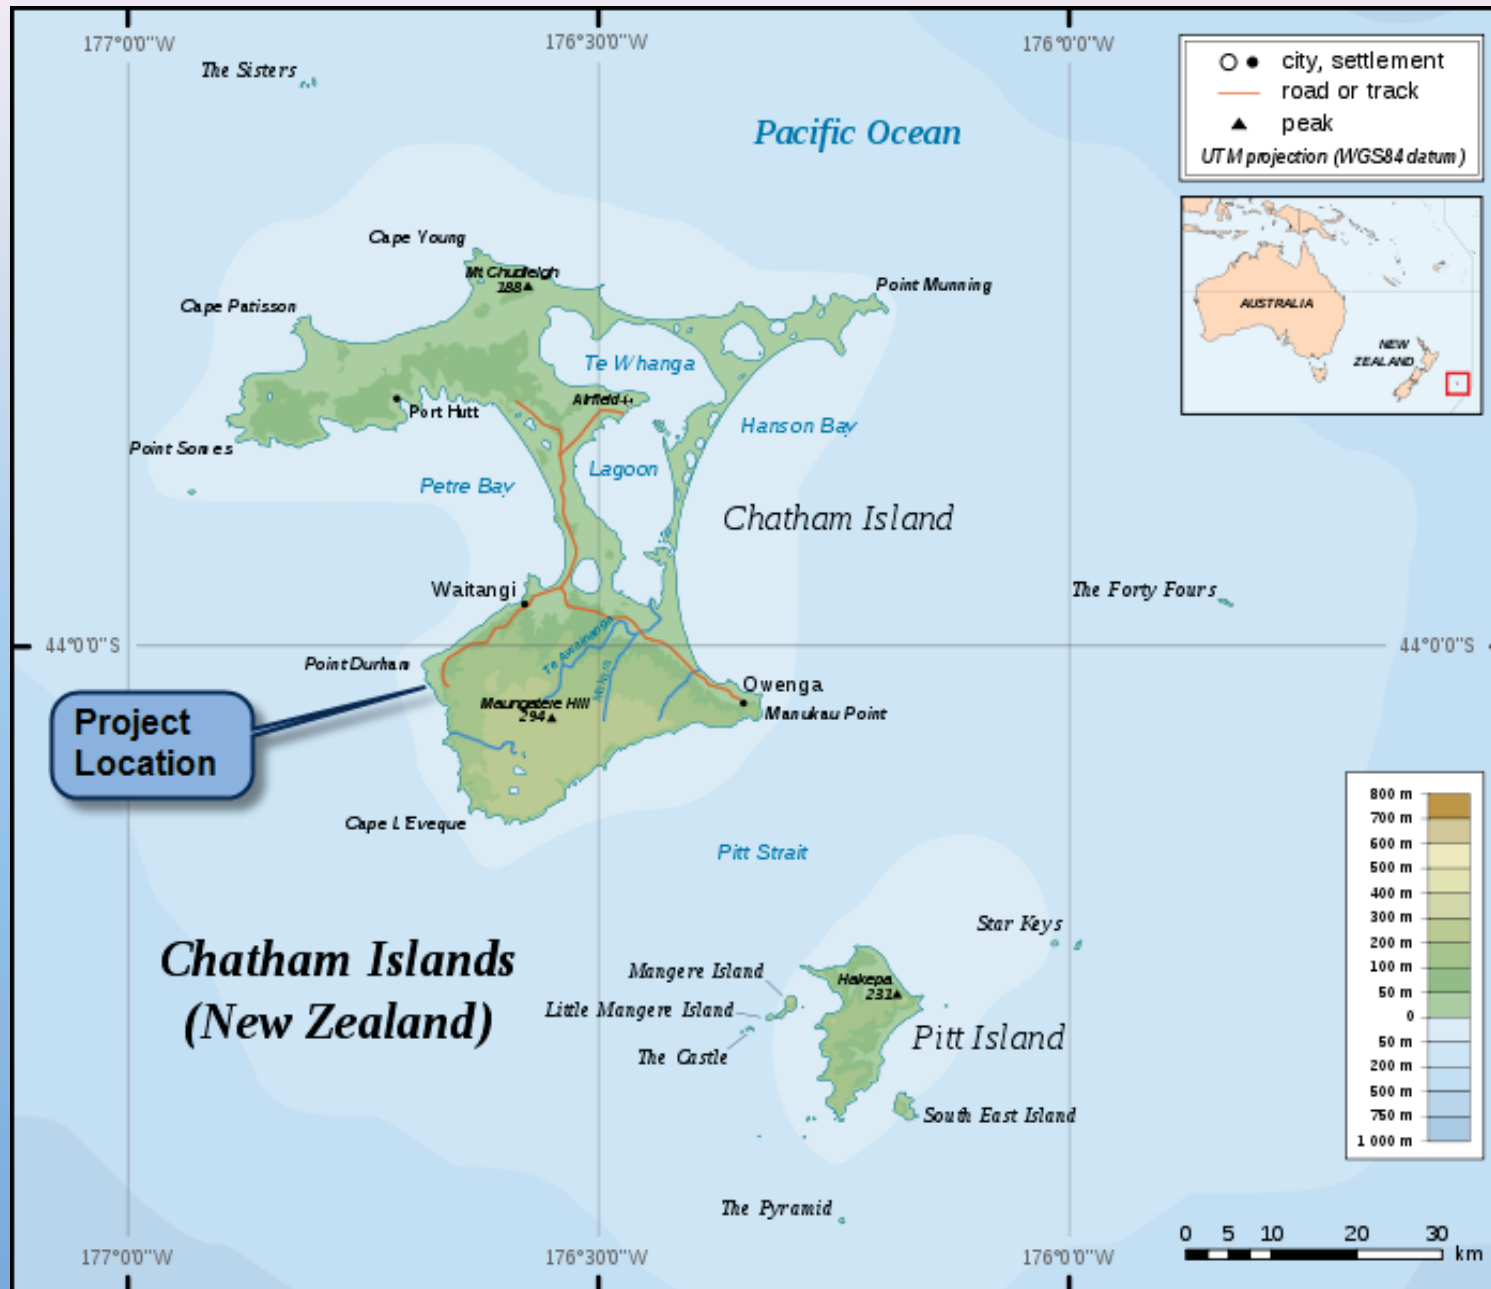 177°0'0"W
176°30'0"W
176°0'0"W
The Sisters
Pacific Ocean
city, settlement
road or track
peak
UTM projection (WGS84 datum)
AUSTRALIA
NEW
ZEALAND
Cape Young
Mt Chudleigh
188
Point Munning
Cape Patisson
Te Whanga
Airfield
Port Hutt
Hanson Bay
Point Somes
Lagoon
Petre Bay
Chatham Island
Waitangi
The Forty Fours
44°0'0"S
44°0'0"S
Te Awainanga
Point Durham
Owenga
Maungatere Hill
294
Manukau Point
Project
Location
Cape L'Eveque
Pitt Strait
800 m
700 m
600 m
500 m
400 m
300 m
200 m
100 m
50 m
0
50 m
200 m
500 m
750 m
1 000 m
Star Keys
Chatham Islands
(New Zealand)
Mangere Island
Hakepa
231
Little Mangere Island
Pitt Island
The Castle
South East Island
The Pyramid
0 5 10 20 30
km
177°0'0"W
176°30'0"W
176°0'0"W